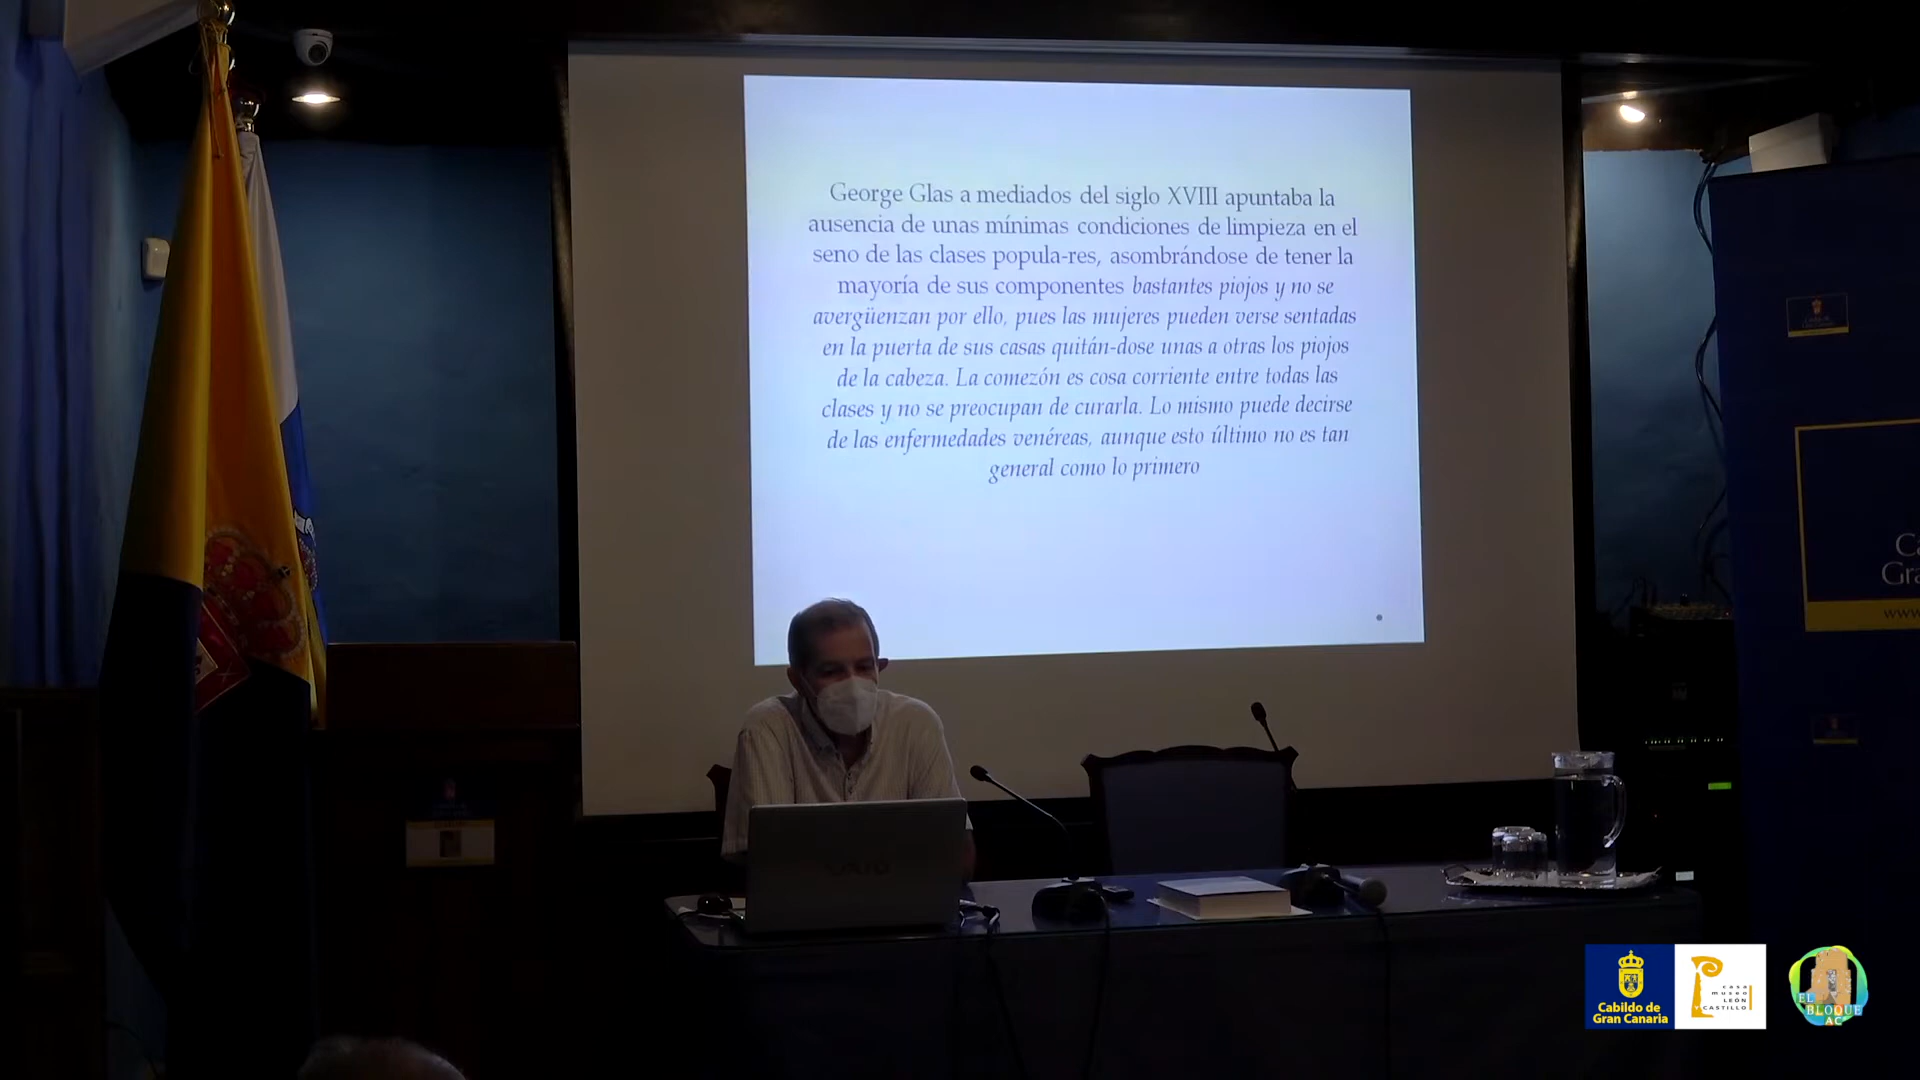 George Glas a mediados del siglo XVIII apuntaba la
ausencia de unas mínimas condiciones de limpieza en el
seno de las clases popula-res, asombrándose de tener la
mayoría de sus componentes bastantes piojos y no se
avergüenzan por ello, pues las mujeres pueden verse sentadas
en la puerta de sus casas quitán-dose unas a otras los piojos
de la cabeza. La comezón es cosa corriente entre todas las
clases y no se preocupan de curarla. Lo mismo puede decirse
de las enfermedades venéreas, aunque esto último no es tan
general como lo primero
Ca
Gra
www.
VAIO
Cabildo de
Gran Canaria
casa
museo
LEÓN
Y CASTILLO
EL
BLOQUE
AC